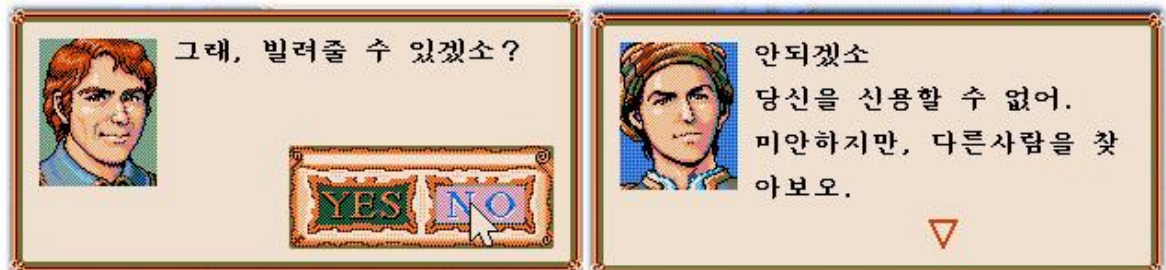 그래, 빌려줄 수 있겠소?
YES NO
안되겠소
당신을 신용할 수 없어.
미안하지만, 다른사람을 찾
아보오.